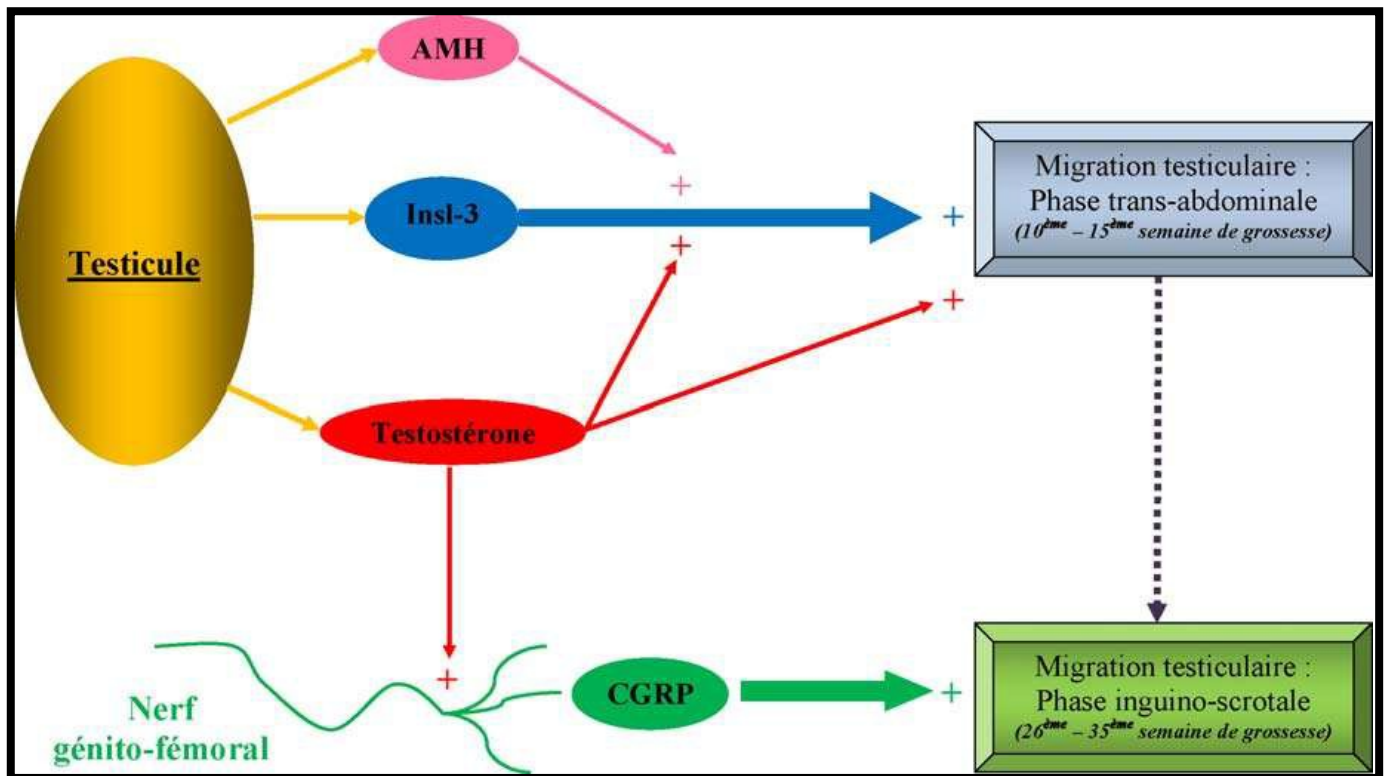 AMH
+
Insl-3
+
+
Migration testiculaire :
Phase trans-abdominale
(10ème – 15ème semaine de grossesse)
Testicule
+
Testostérone
+
Nerf
génito-fémoral
CGRP
+
Migration testiculaire :
Phase inguino-scrotale
(26ème – 35ème semaine de grossesse)